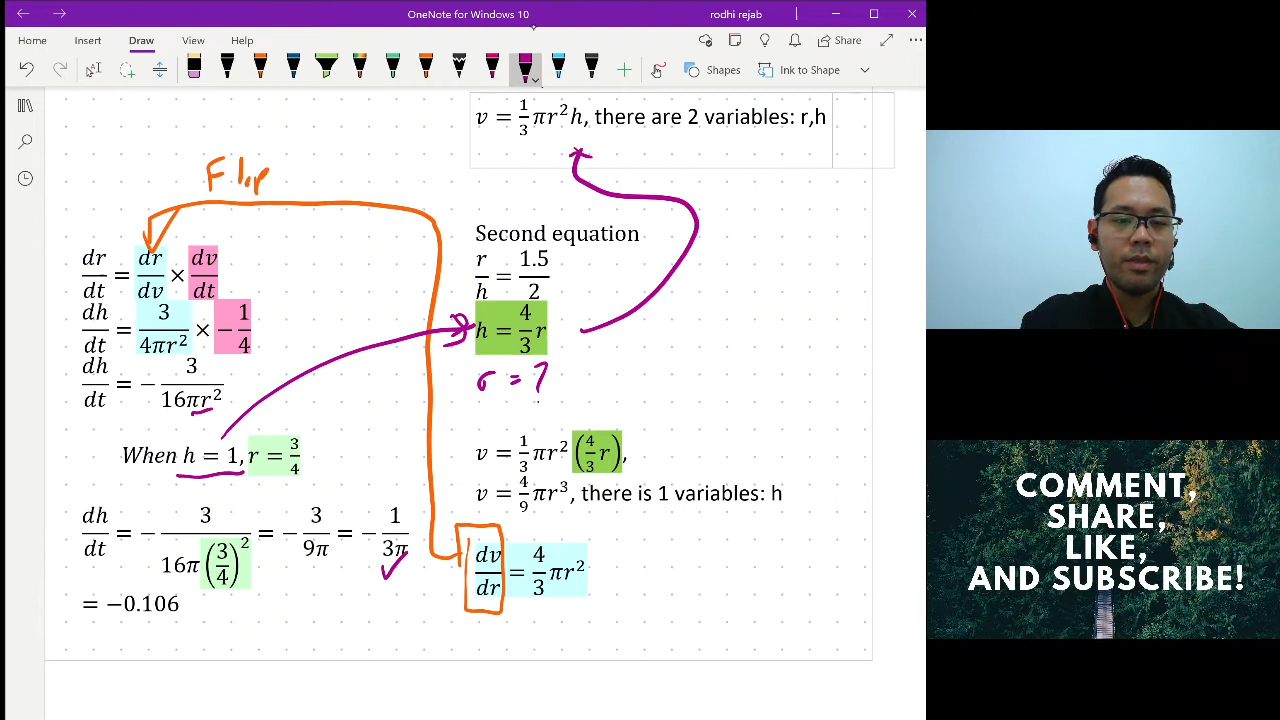 OneNote for Windows 10
rodhi rejab
Home Insert Draw View Help
Share
Shapes
Ink to Shape
v = 1/3 πr²h, there are 2 variables: r,h
Flip
dr/dt = dr/dv × dv/dt
dh/dt = 3/4πr² × −1/4
dh/dt = −3/16πr²
When h = 1, r = 3/4
dh/dt = −3/16π(3/4)² = −3/9π = −1/3π
= −0.106
Second equation
r/h = 1.5/2
h = 4/3 r
r = ?
v = 1/3 πr² (4/3 r),
v = 4/9 πr³, there is 1 variables: h
dv/dr = 4/3 πr²
COMMENT,
SHARE,
LIKE,
AND SUBSCRIBE!